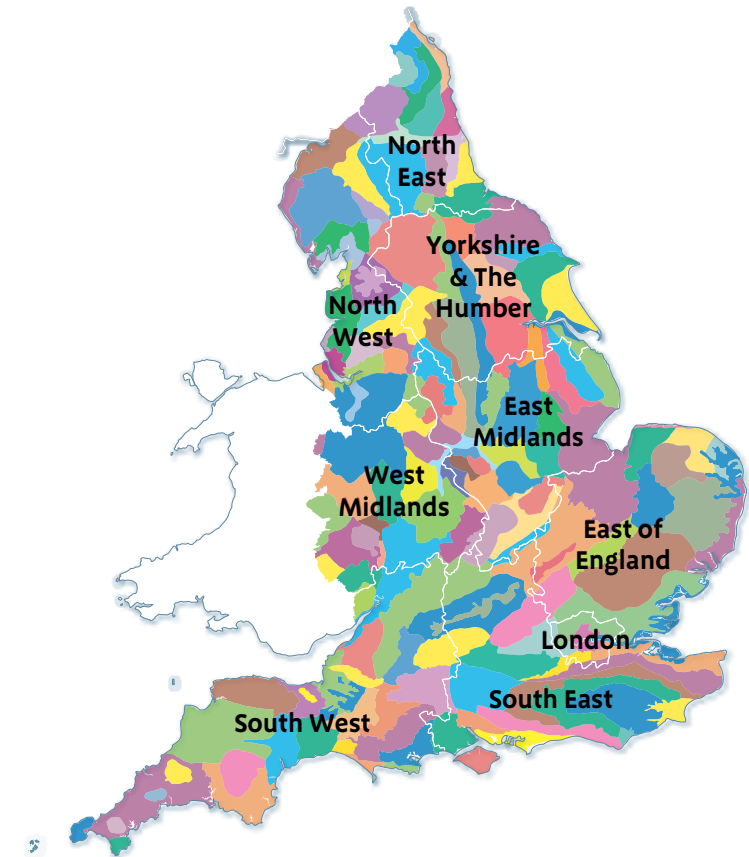 North
East
Yorkshire
& The
Humber
North
West
East
Midlands
West
Midlands
East of
England
London
South East
South West